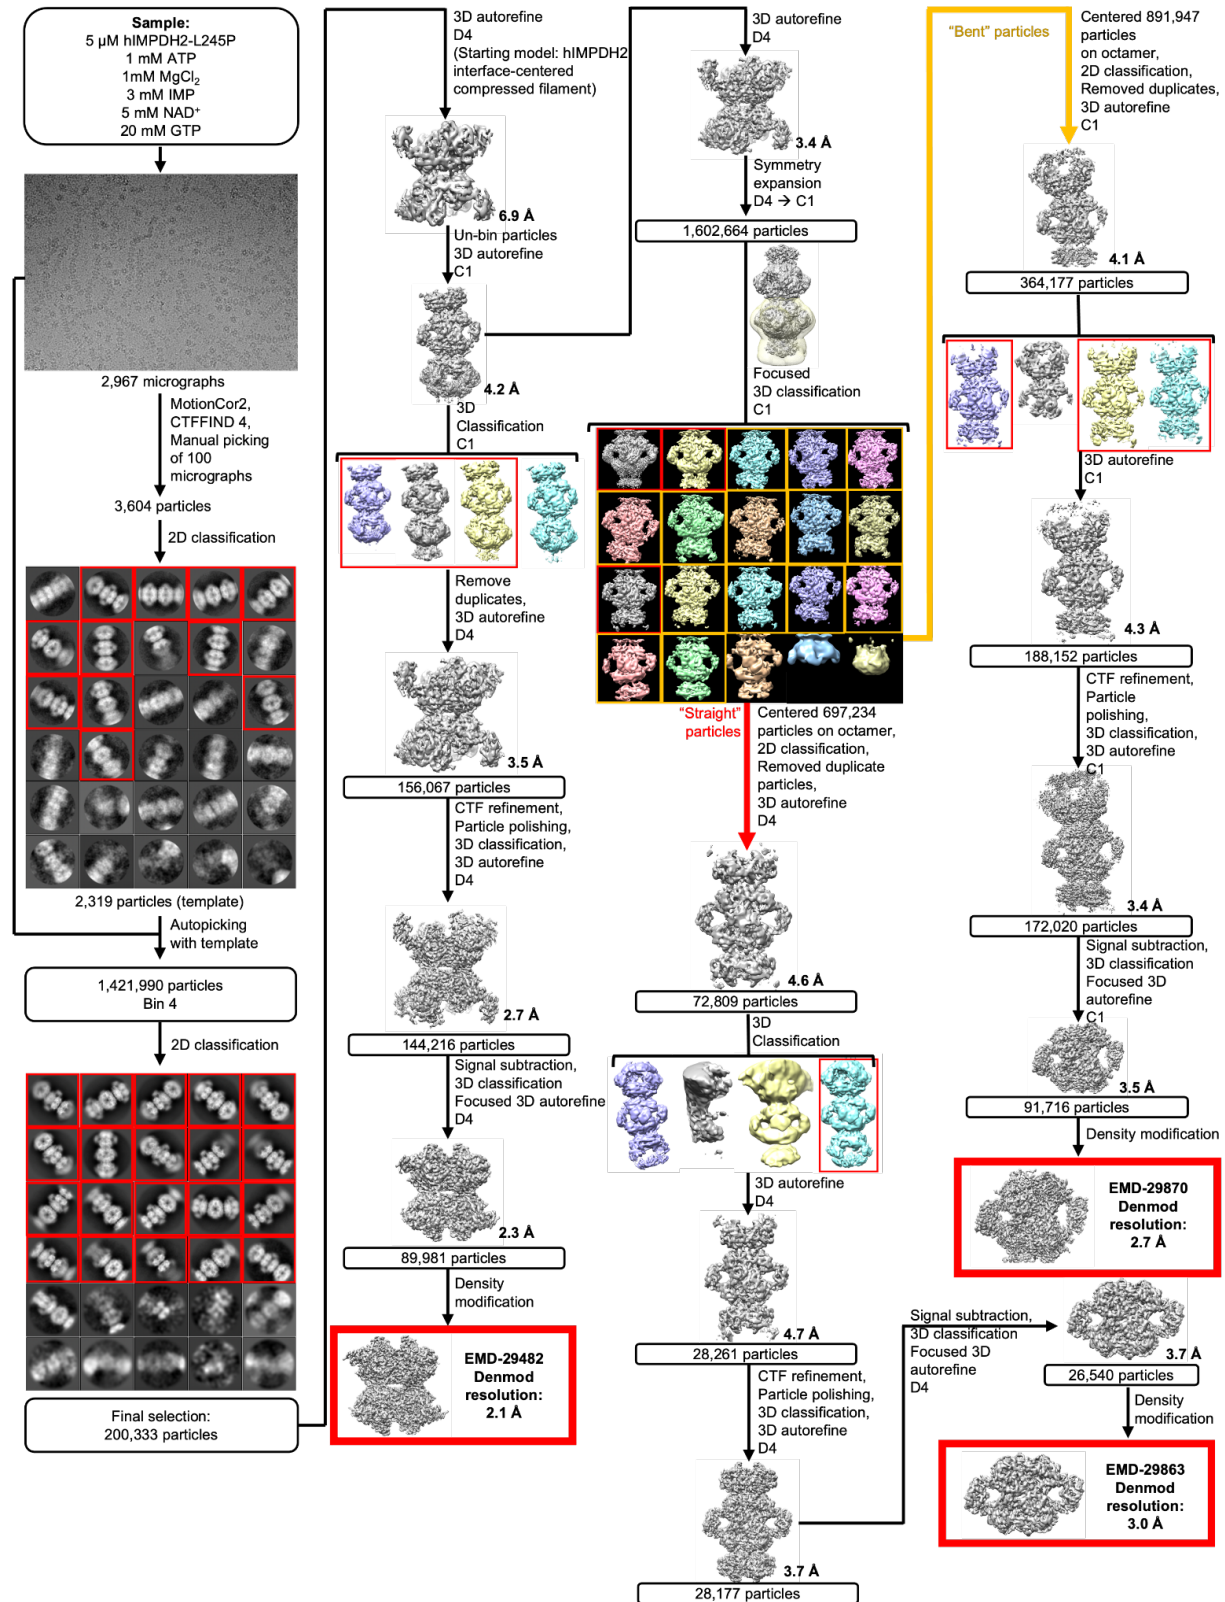 Sample:
5 µM hIMPDH2-L245P
1 mM ATP
1mM MgCl₂
3 mM IMP
5 mM NAD⁺
20 mM GTP
2,967 micrographs
MotionCor2,
CTFFIND 4,
Manual picking
of 100
micrographs
3,604 particles
2D classification
2,319 particles (template)
Autopicking
with template
1,421,990 particles
Bin 4
2D classification
Final selection:
200,333 particles
3D autorefine
D4
(Starting model: hIMPDH2
interface-centered
compressed filament)
6.9 Å
Un-bin particles
3D autorefine
C1
4.2 Å
3D
Classification
C1
Remove
duplicates,
3D autorefine
D4
3.5 Å
156,067 particles
CTF refinement,
Particle polishing,
3D classification,
3D autorefine
D4
2.7 Å
144,216 particles
Signal subtraction,
3D classification
Focused 3D autorefine
D4
2.3 Å
89,981 particles
Density
modification
EMD-29482
Denmod
resolution:
2.1 Å
3D autorefine
D4
3.4 Å
Symmetry
expansion
D4 → C1
1,602,664 particles
Focused
3D classification
C1
"Straight"
particles
Centered 697,234
particles on octamer,
2D classification,
Removed duplicate
particles,
3D autorefine
D4
4.6 Å
72,809 particles
3D
Classification
3D autorefine
D4
4.7 Å
28,261 particles
CTF refinement,
Particle polishing,
3D classification,
3D autorefine
D4
3.7 Å
28,177 particles
"Bent" particles
Centered 891,947
particles
on octamer,
2D classification,
Removed duplicates,
3D autorefine
C1
4.1 Å
364,177 particles
3D autorefine
C1
4.3 Å
188,152 particles
CTF refinement,
Particle
polishing,
3D classification,
3D autorefine
C1
3.4 Å
172,020 particles
Signal subtraction,
3D classification
Focused 3D
autorefine
C1
3.5 Å
91,716 particles
Density modification
EMD-29870
Denmod
resolution:
2.7 Å
Signal subtraction,
3D classification
Focused 3D
autorefine
D4
3.7 Å
26,540 particles
Density
modification
EMD-29863
Denmod
resolution:
3.0 Å